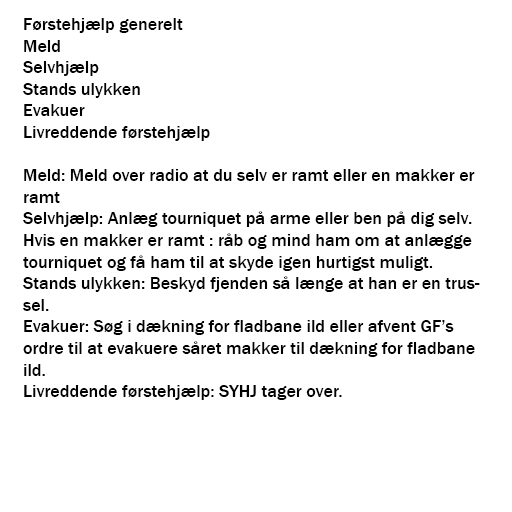 Førstehjælp generelt
Meld
Selvhjælp
Stands ulykken
Evakuer
Livreddende førstehjælp

Meld: Meld over radio at du selv er ramt eller en makker er
ramt
Selvhjælp: Anlæg tourniquet på arme eller ben på dig selv.
Hvis en makker er ramt : råb og mind ham om at anlægge
tourniquet og få ham til at skyde igen hurtigst muligt.
Stands ulykken: Beskyd fjenden så længe at han er en trus-
sel.
Evakuer: Søg i dækning for fladbane ild eller afvent GF's
ordre til at evakuere såret makker til dækning for fladbane
ild.
Livreddende førstehjælp: SYHJ tager over.